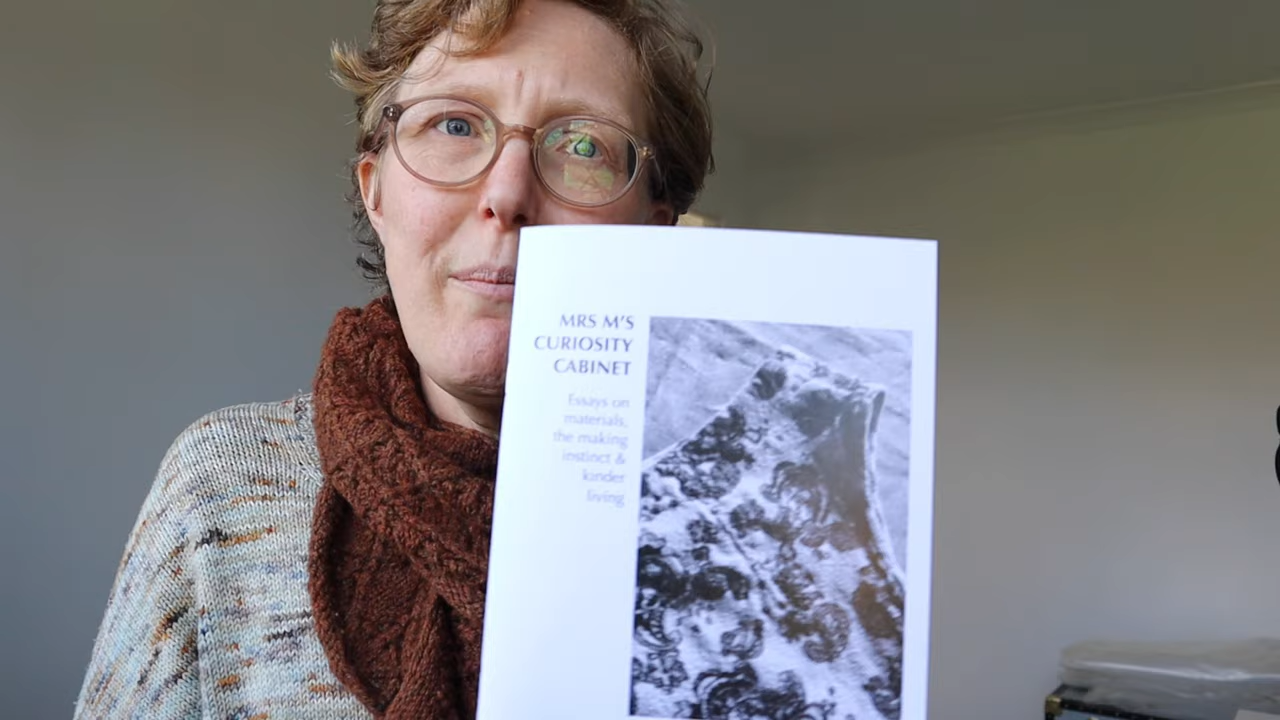 MRS M'S
CURIOSITY
CABINET
Essays on
materials,
the making
instinct &
kinder
living